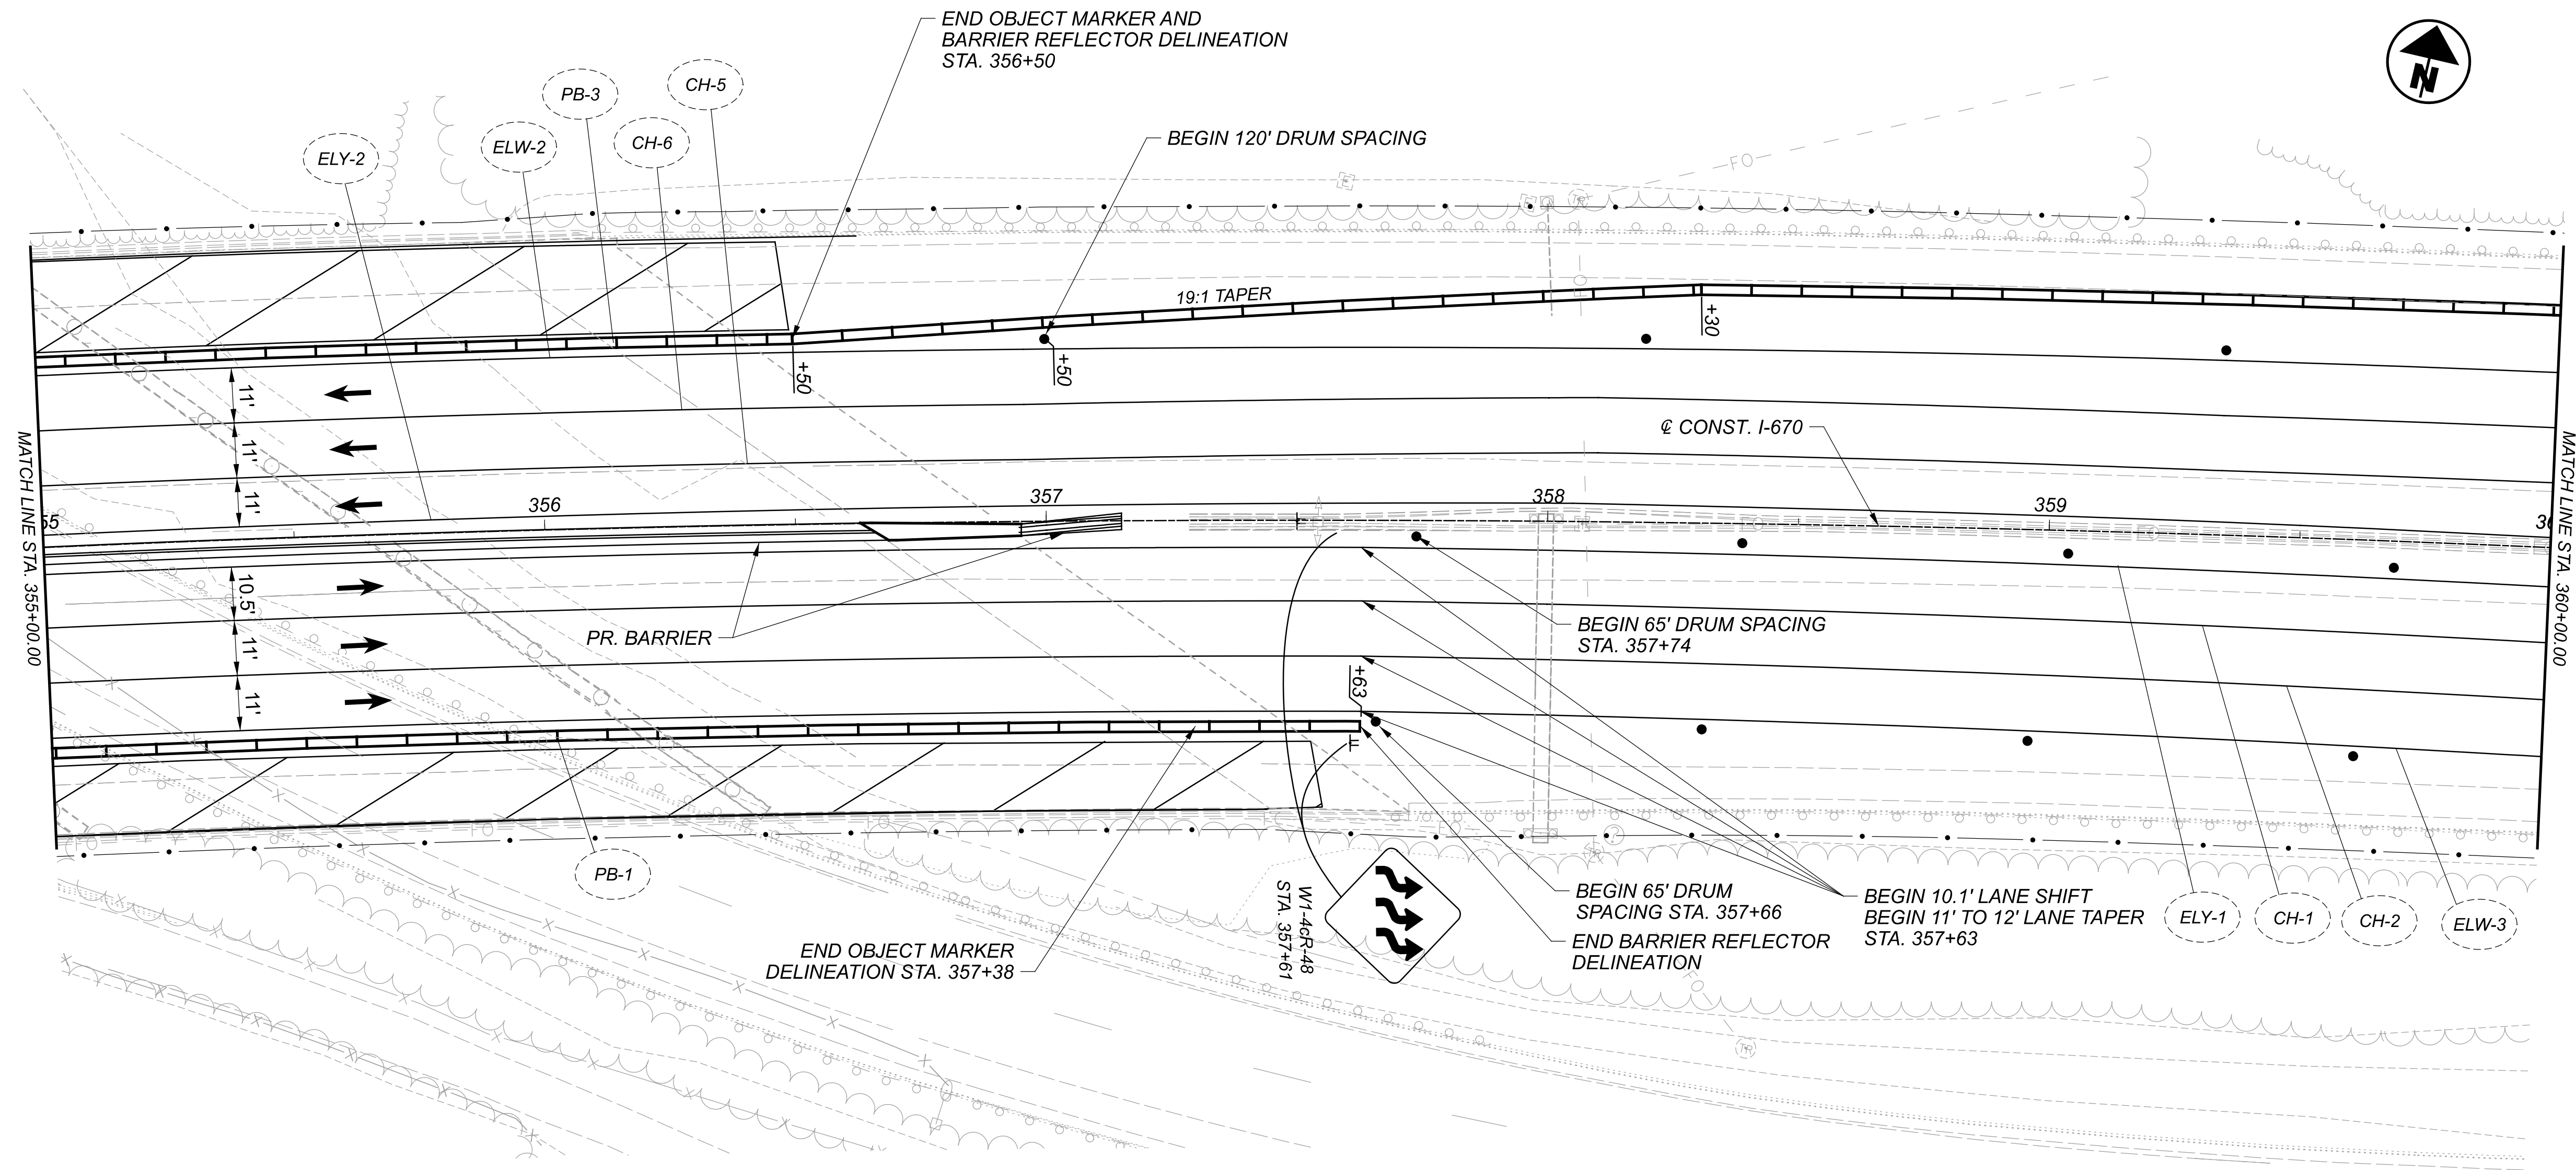 END OBJECT MARKER AND
BARRIER REFLECTOR DELINEATION
STA. 356+50
N
CH-5
PB-3
BEGIN 120' DRUM SPACING
CH-6
ELW-2
ELY-2
FO
E
E
TP
19:1 TAPER
+30
+50
+50
11'
11'
11'
℄ CONST. I-670
MATCH LINE STA. 355+00.00
MATCH LINE STA. 360+00.00
55
356
357
358
359
36
10.5'
11'
11'
PR. BARRIER
BEGIN 65' DRUM SPACING
STA. 357+74
+63
PB-1
BEGIN 65' DRUM
SPACING STA. 357+66
BEGIN 10.1' LANE SHIFT
BEGIN 11' TO 12' LANE TAPER
STA. 357+63
ELY-1
CH-1
CH-2
ELW-3
END BARRIER REFLECTOR
DELINEATION
W1-4cR-48
STA. 357+61
END OBJECT MARKER
DELINEATION STA. 357+38
FO
TR